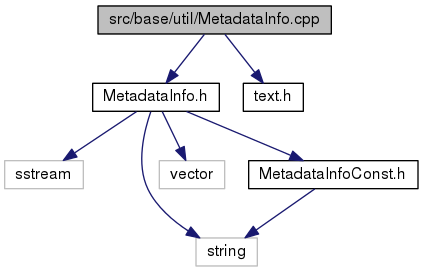 src/base/util/MetadataInfo.cpp
MetadataInfo.h
text.h
sstream
vector
MetadataInfoConst.h
string